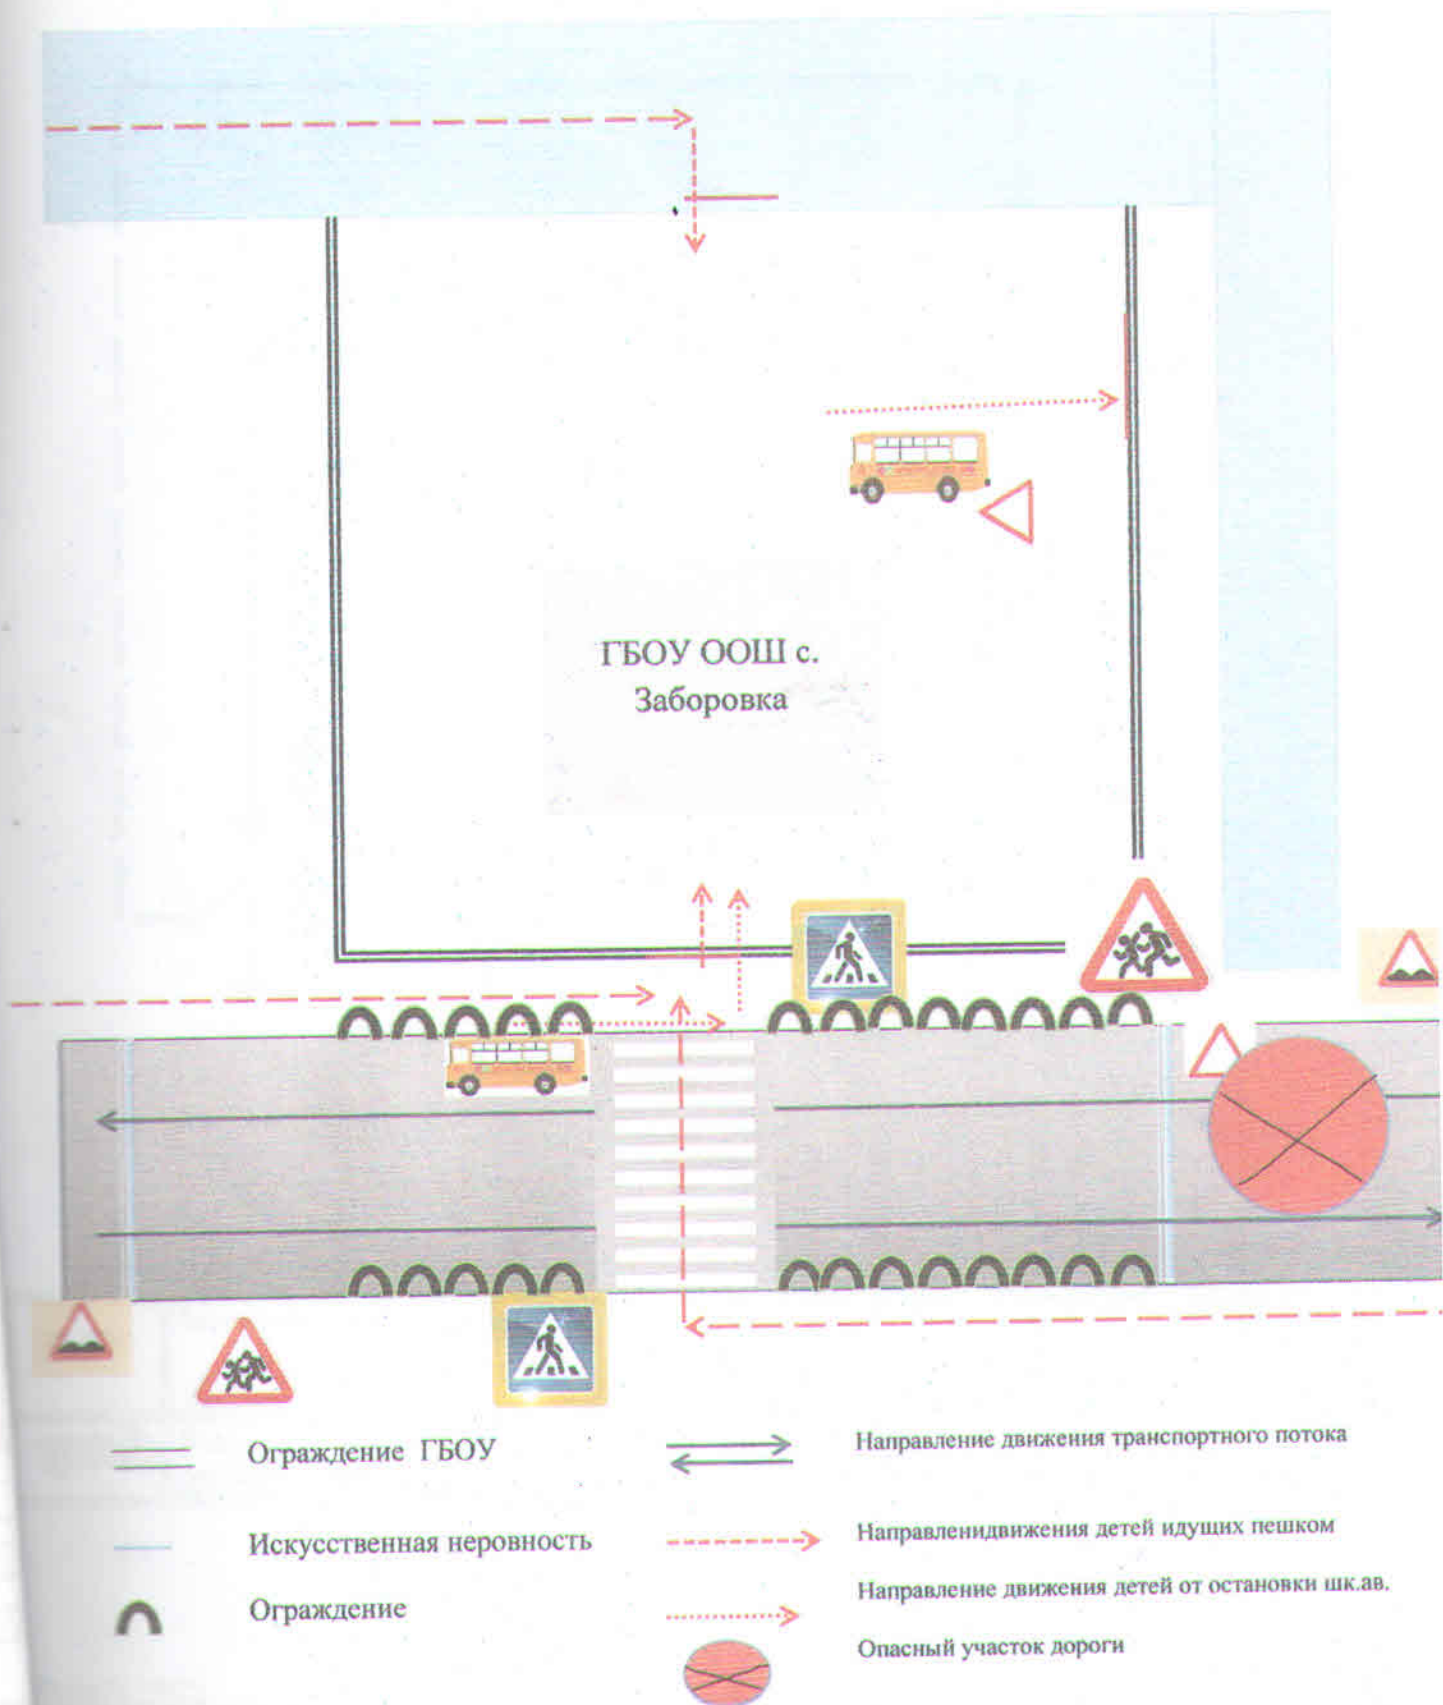 ГБОУ ООШ с.
Заборовка
Ограждение ГБОУ
Направление движения транспортного потока
Искусственная неровность
Направленидвижения детей идущих пешком
Ограждение
Направление движения детей от остановки шк.ав.
Опасный участок дороги